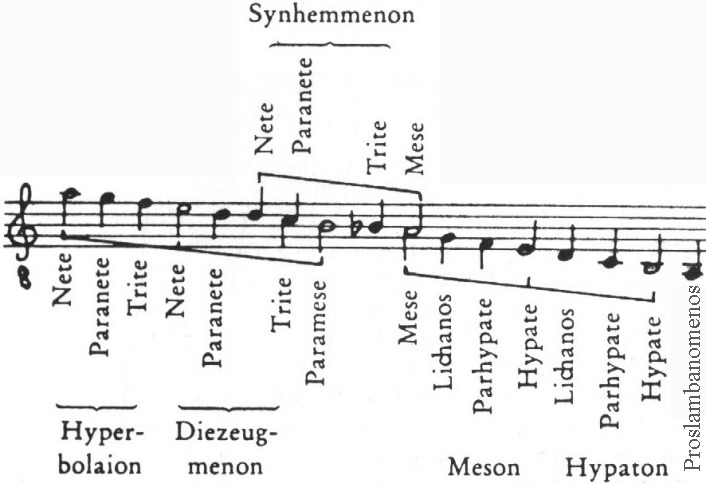 Synhemmenon
Nete
Paranete
Trite
Mese
8
Nete
Paranete
Trite
Nete
Paranete
Trite
Paramese
Mese
Lichanos
Parhypate
Hypate
Lichanos
Parhypate
Hypate
Proslambanomenos
Hyper-
bolaion
Diezeug-
menon
Meson
Hypaton